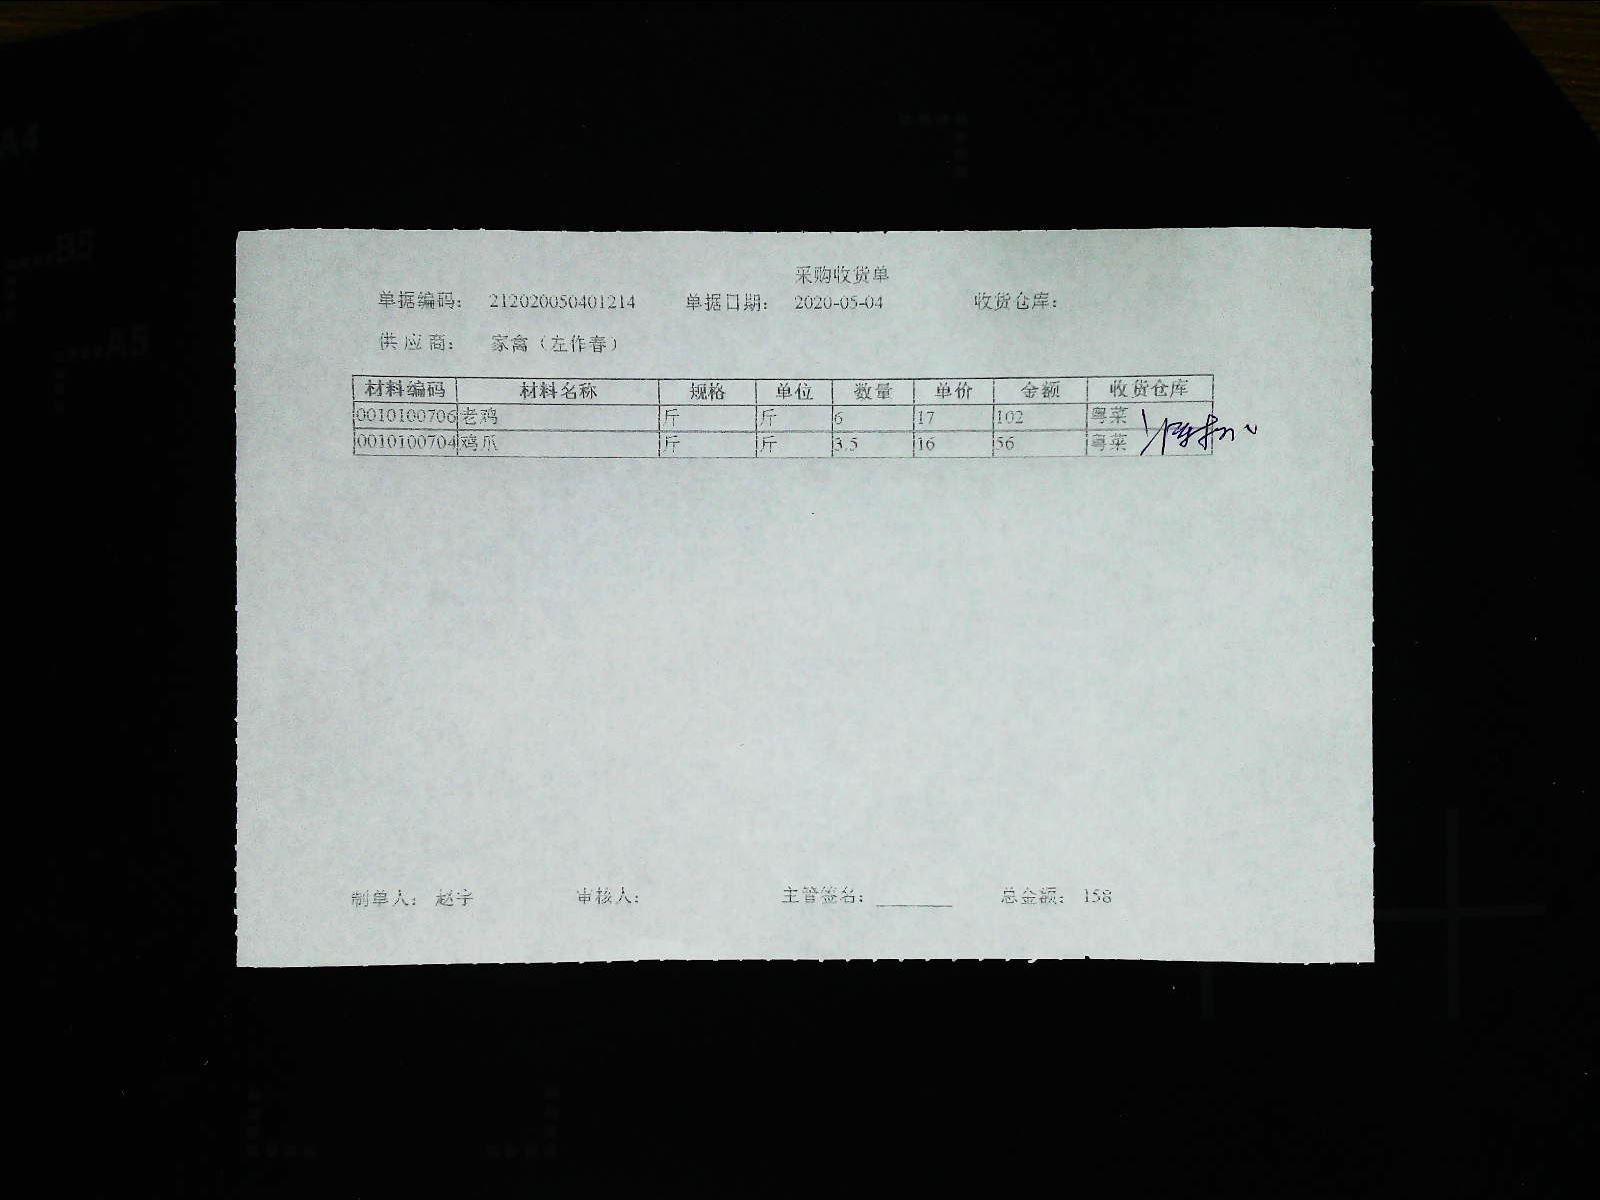 采购收货单
单据编码： 212020050401214 单据日期： 2020-05-04 收货仓库：
供应商： 家禽（左作春）
材料编码 材料名称 规格 单位 数量 单价 金额 收货仓库
0010100706 老鸡 斤 斤 6 17 102 粤菜
0010100704 鸡爪 斤 斤 3.5 16 56 粤菜
制单人： 赵宇 审核人： 主管签名： 总金额： 158
A4
B5
A5